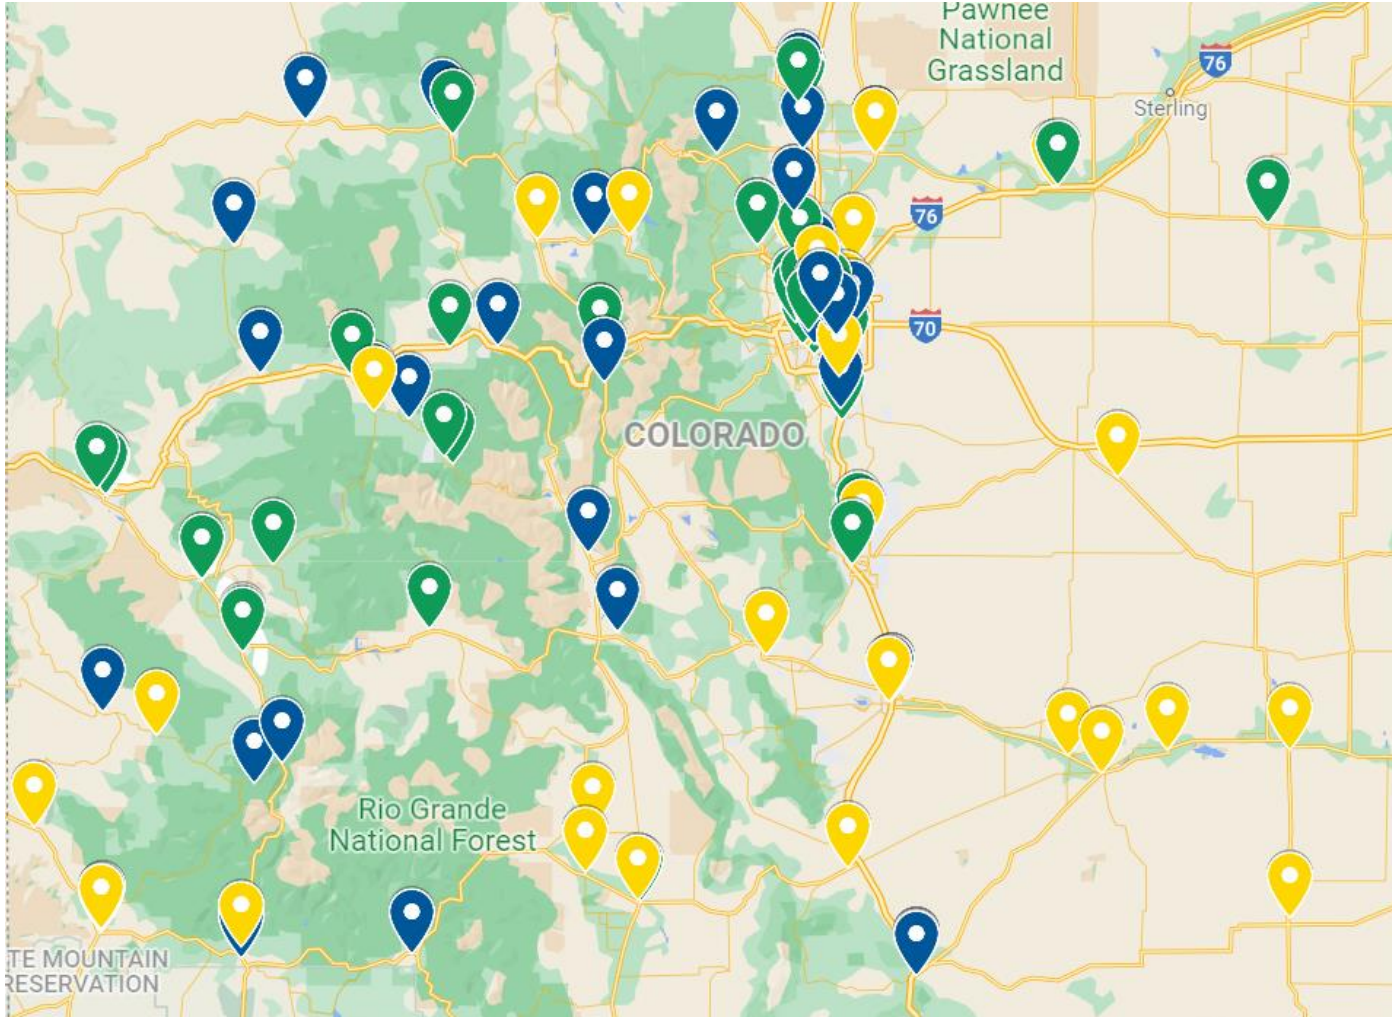 Pawnee
National
Grassland
76
Sterling
76
70
COLORADO
Rio Grande
National Forest
TE MOUNTAIN
RESERVATION